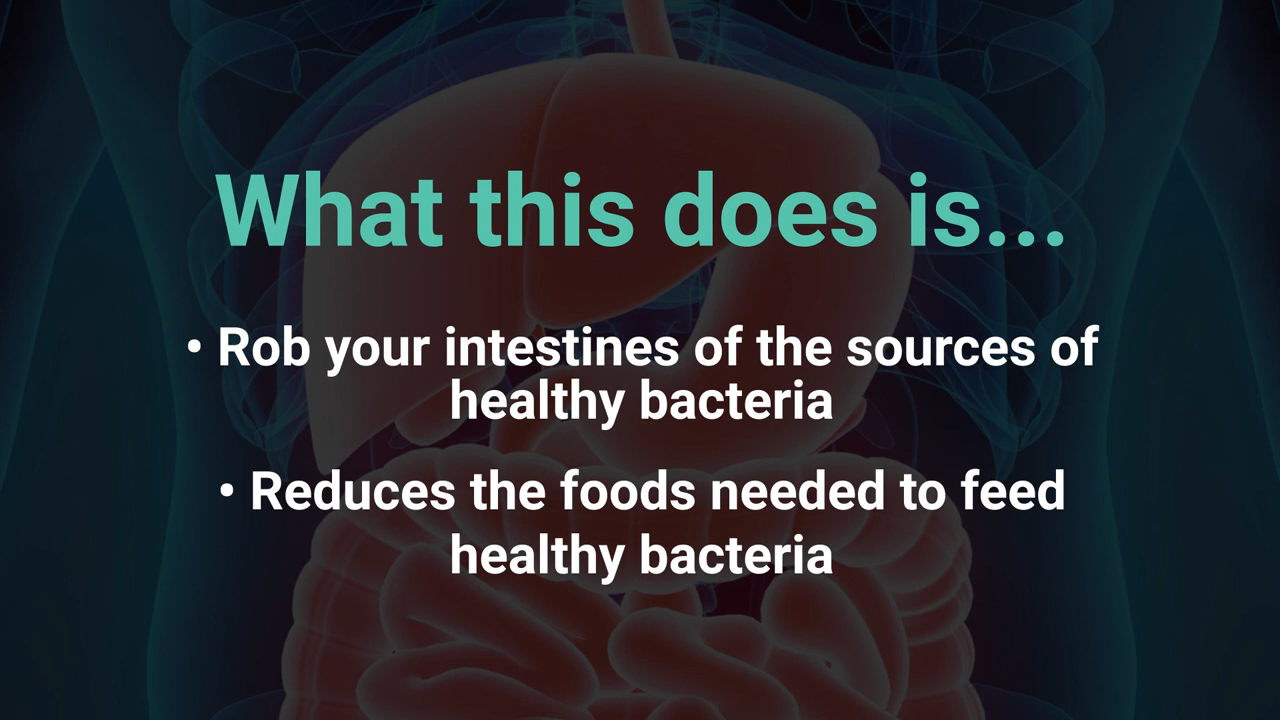 What this does is...
• Rob your intestines of the sources of
healthy bacteria
• Reduces the foods needed to feed
healthy bacteria